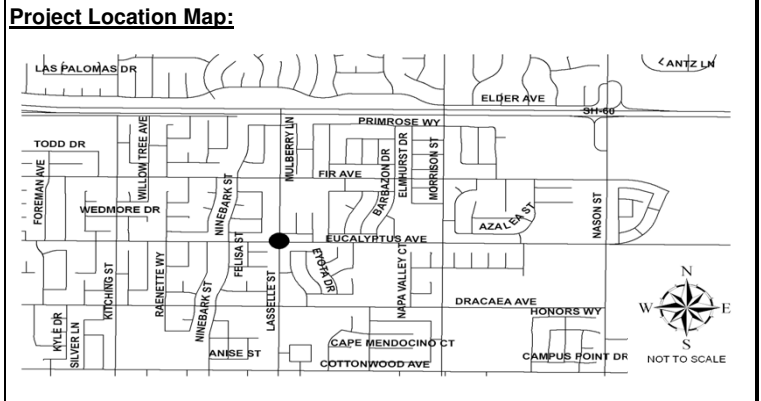 Project Location Map:
LAS PALOMAS DR
LANTZ LN
ELDER AVE
SH-60
PRIMROSE WY
TODD DR
WILLOW TREE AVE
MULBERRY LN
FIR AVE
BARBAZON DR
ELMHURST DR
MORRISON ST
FOREMAN AVE
WEDMORE DR
NINEBARK ST
AZALEA ST
NASON ST
FELISA ST
EUCALYPTUS AVE
EYOTA DR
KITCHING ST
RAENETTE WY
NINEBARK ST
LASSELLE ST
NAPA VALLEY CT
DRACAEA AVE
HONORS WY
KYLE DR
SILVER LN
ANISE ST
CAPE MENDOCINO CT
COTTONWOOD AVE
CAMPUS POINT DR
N
W E
S
NOT TO SCALE